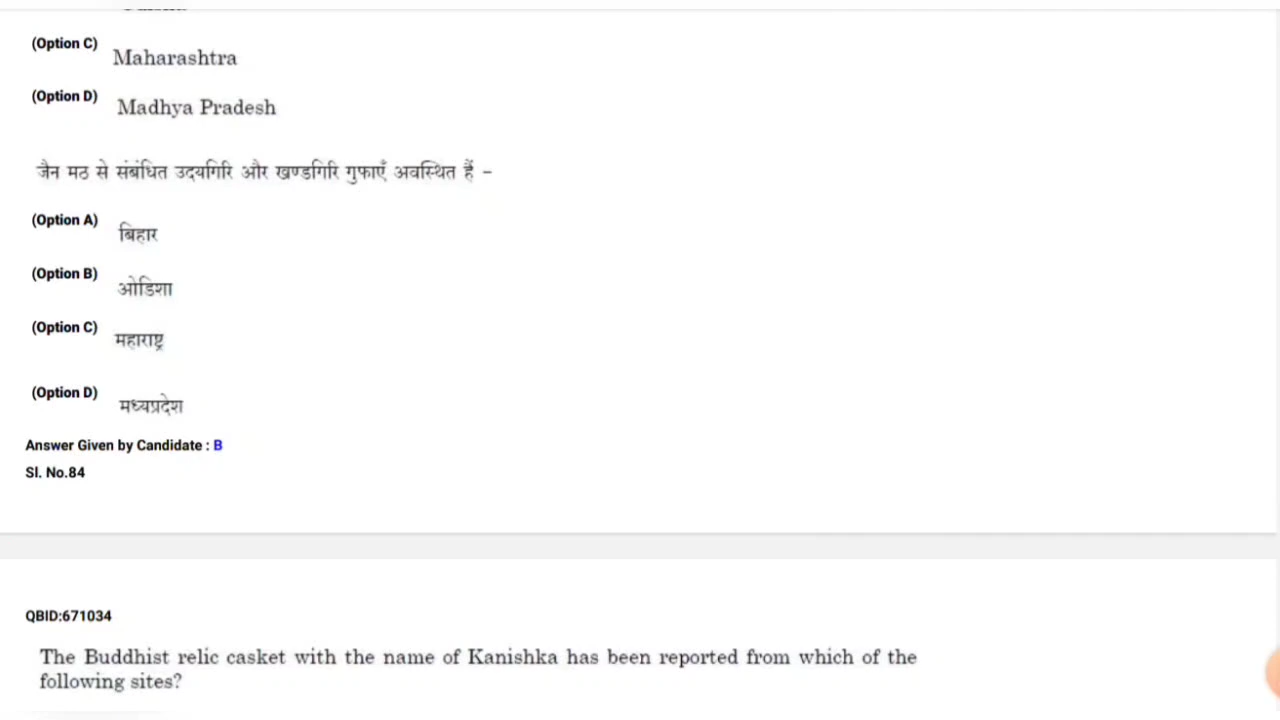 (Option C) Maharashtra
(Option D) Madhya Pradesh
जैन मठ से संबंधित उदयगिरि और खण्डगिरि गुफाएँ अवस्थित हैं -
(Option A) बिहार
(Option B) ओडिशा
(Option C) महाराष्ट्र
(Option D) मध्यप्रदेश
Answer Given by Candidate : B
Sl. No.84
QBID:671034
The Buddhist relic casket with the name of Kanishka has been reported from which of the
following sites?